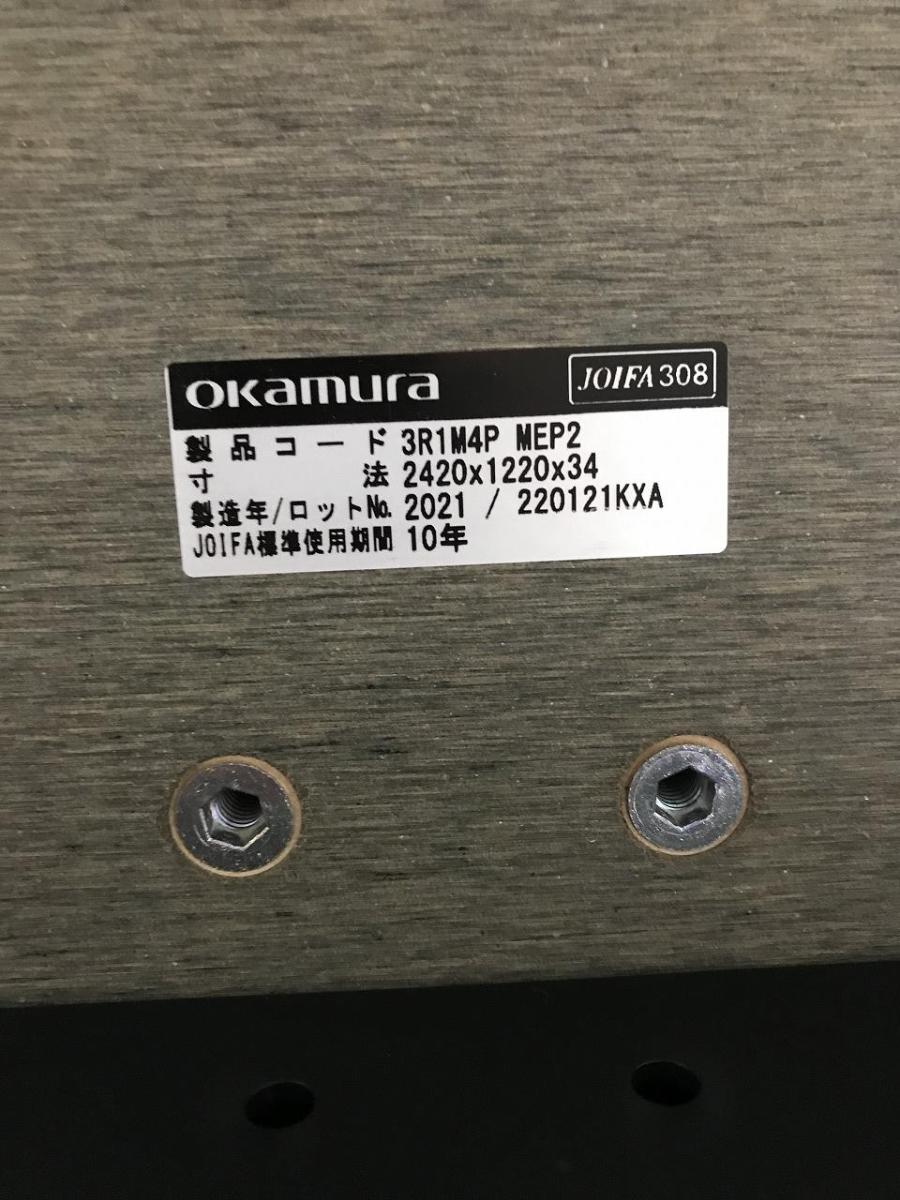 okamura
JOIFA 308
製品コード 3R1M4P MEP2
寸法 2420x1220x34
製造年/ロットNo. 2021 / 220121KXA
JOIFA標準使用期間 10年